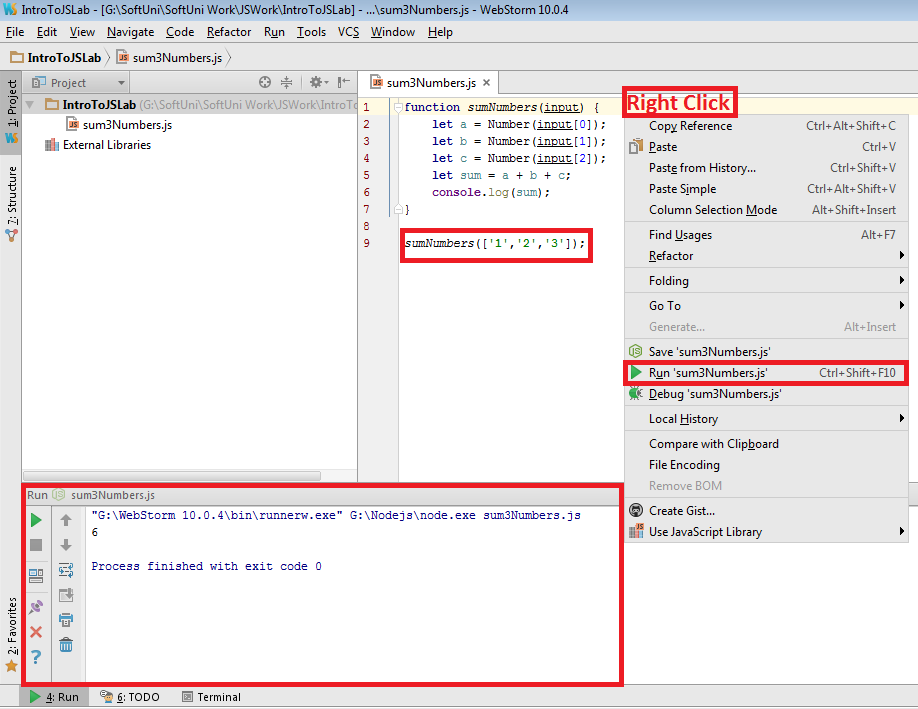 IntroToJSLab - [G:\SoftUni\SoftUni Work\JSWork\IntroToJSLab] - ...\sum3Numbers.js - WebStorm 10.0.4
File Edit View Navigate Code Refactor Run Tools VCS Window Help
IntroToJSLab sum3Numbers.js
1: Project
7: Structure
2: Favorites
Project
IntroToJSLab (G:\SoftUni\SoftUni Work\JSWork\IntroTo
sum3Numbers.js
External Libraries
sum3Numbers.js
1 function sumNumbers(input) {
2 let a = Number(input[0]);
3 let b = Number(input[1]);
4 let c = Number(input[2]);
5 let sum = a + b + c;
6 console.log(sum);
7 }
8
9 sumNumbers(['1','2','3']);
Right Click
Copy Reference Ctrl+Alt+Shift+C
Paste Ctrl+V
Paste from History... Ctrl+Shift+V
Paste Simple Ctrl+Alt+Shift+V
Column Selection Mode Alt+Shift+Insert
Find Usages Alt+F7
Refactor
Folding
Go To
Generate... Alt+Insert
Save 'sum3Numbers.js'
Run 'sum3Numbers.js' Ctrl+Shift+F10
Debug 'sum3Numbers.js'
Local History
Compare with Clipboard
File Encoding
Remove BOM
Create Gist...
Use JavaScript Library
Run sum3Numbers.js
"G:\WebStorm 10.0.4\bin\runnerw.exe" G:\Nodejs\node.exe sum3Numbers.js
6
Process finished with exit code 0
4: Run 6: TODO Terminal